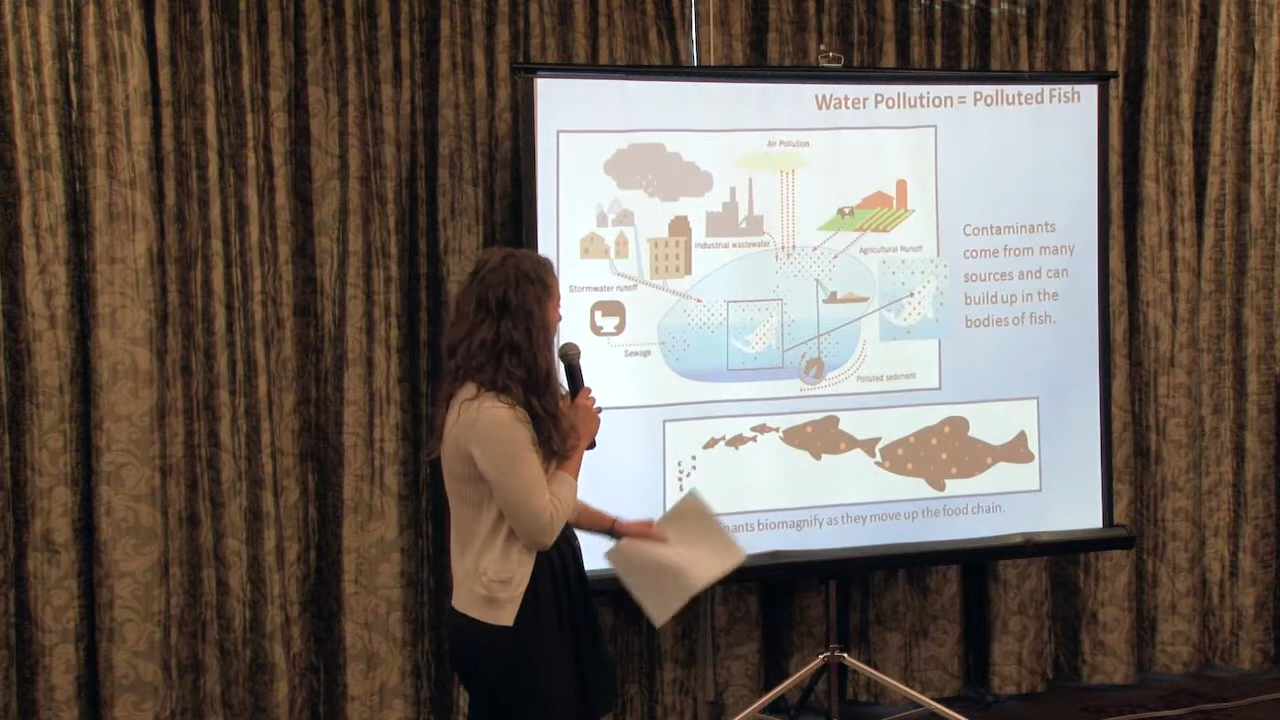 Water Pollution = Polluted Fish
Air Pollution
Industrial wastewater
Agricultural Runoff
Stormwater runoff
Sewage
Polluted sediment
Contaminants
come from many
sources and can
build up in the
bodies of fish.
biomagnify as they move up the food chain.